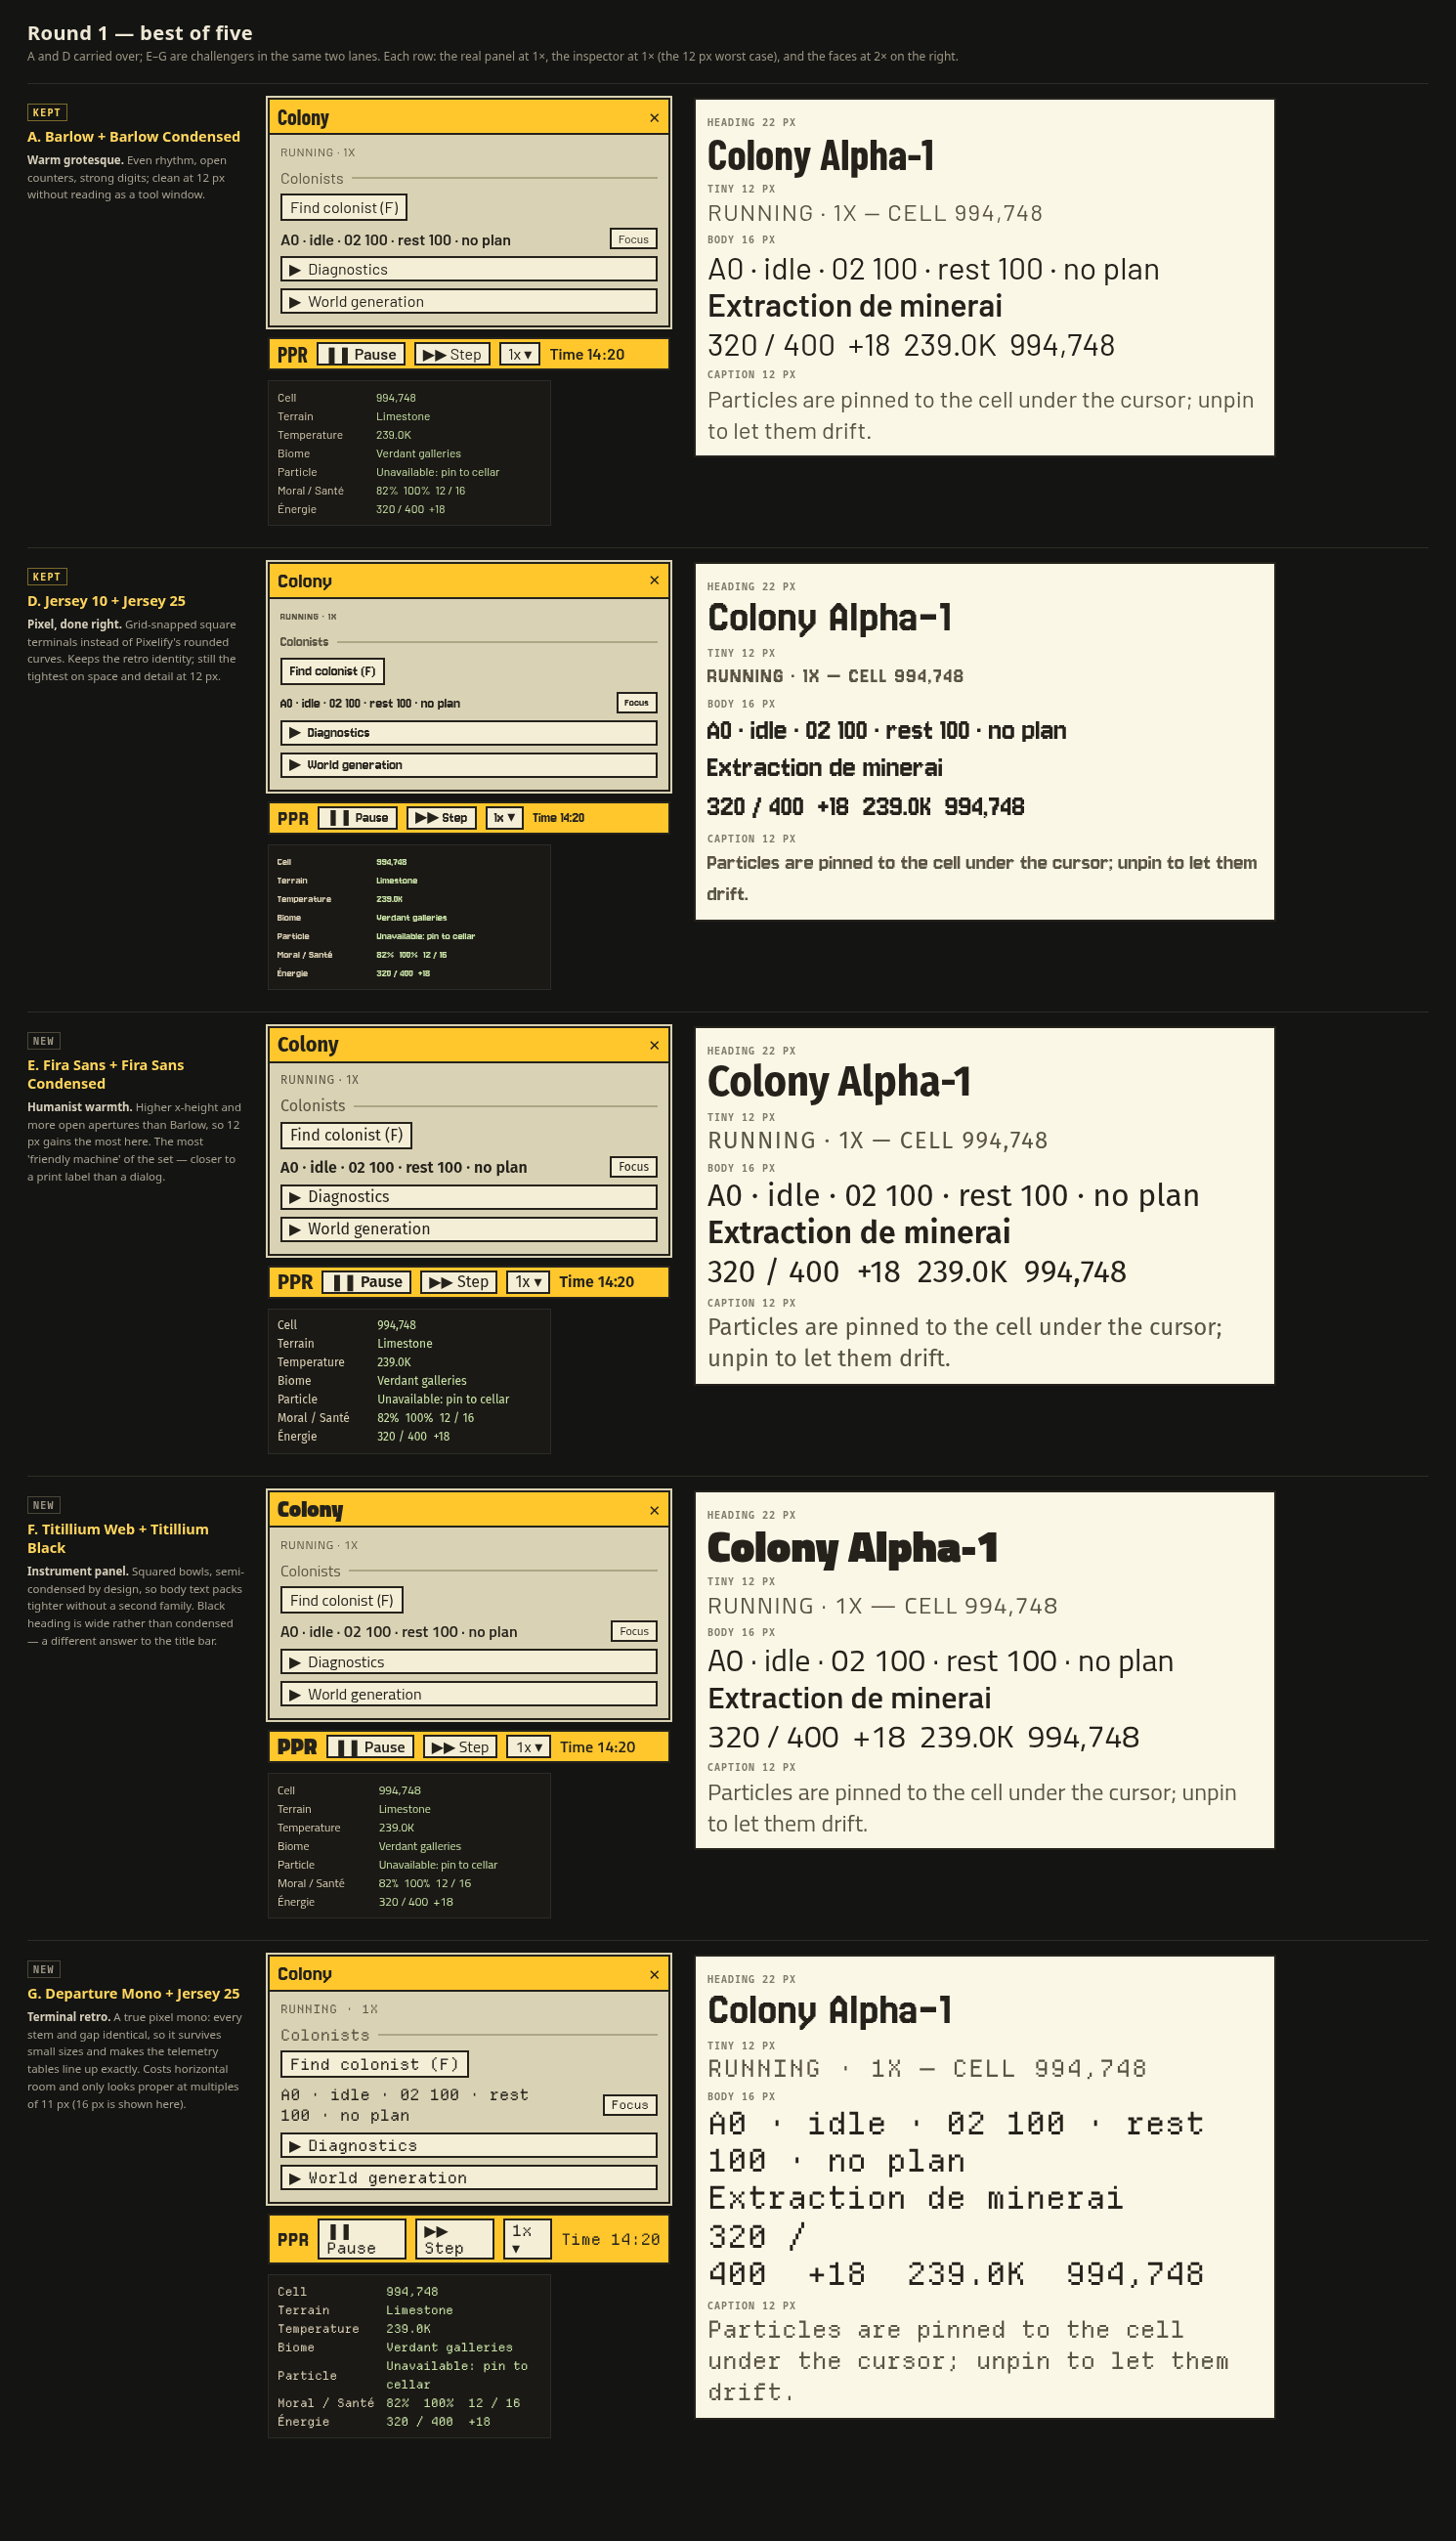 Round 1 — best of five
A and D carried over; E–G are challengers in the same two lanes. Each row: the real panel at 1×, the inspector at 1× (the 12 px worst case), and the faces at 2× on the right.
KEPT
A. Barlow + Barlow Condensed
Warm grotesque. Even rhythm, open
counters, strong digits; clean at 12 px
without reading as a tool window.
Colony ✕
RUNNING · 1X
Colonists
Find colonist (F)
A0 · idle · O2 100 · rest 100 · no plan Focus
▶ Diagnostics
▶ World generation
PPR ❚❚ Pause ▶▶ Step 1x ▾ Time 14:20
Cell 994,748
Terrain Limestone
Temperature 239.0K
Biome Verdant galleries
Particle Unavailable: pin to cellar
Moral / Santé 82% 100% 12 / 16
Énergie 320 / 400 +18
HEADING 22 PX
Colony Alpha-1
TINY 12 PX
RUNNING · 1X — CELL 994,748
BODY 16 PX
A0 · idle · O2 100 · rest 100 · no plan
Extraction de minerai
320 / 400 +18 239.0K 994,748
CAPTION 12 PX
Particles are pinned to the cell under the cursor; unpin
to let them drift.
KEPT
D. Jersey 10 + Jersey 25
Pixel, done right. Grid-snapped square
terminals instead of Pixelify's rounded
curves. Keeps the retro identity; still the
tightest on space and detail at 12 px.
Colony ✕
RUNNING · 1X
Colonists
Find colonist (F)
A0 · idle · O2 100 · rest 100 · no plan Focus
▶ Diagnostics
▶ World generation
PPR ❚❚ Pause ▶▶ Step 1x ▾ Time 14:20
Cell 994,748
Terrain Limestone
Temperature 239.0K
Biome Verdant galleries
Particle Unavailable: pin to cellar
Moral / Santé 82% 100% 12 / 16
Énergie 320 / 400 +18
HEADING 22 PX
Colony Alpha-1
TINY 12 PX
RUNNING · 1X — CELL 994,748
BODY 16 PX
A0 · idle · O2 100 · rest 100 · no plan
Extraction de minerai
320 / 400 +18 239.0K 994,748
CAPTION 12 PX
Particles are pinned to the cell under the cursor; unpin to let them
drift.
NEW
E. Fira Sans + Fira Sans
Condensed
Humanist warmth. Higher x-height and
more open apertures than Barlow, so 12
px gains the most here. The most
'friendly machine' of the set — closer to
a print label than a dialog.
Colony ✕
RUNNING · 1X
Colonists
Find colonist (F)
A0 · idle · O2 100 · rest 100 · no plan Focus
▶ Diagnostics
▶ World generation
PPR ❚❚ Pause ▶▶ Step 1x ▾ Time 14:20
Cell 994,748
Terrain Limestone
Temperature 239.0K
Biome Verdant galleries
Particle Unavailable: pin to cellar
Moral / Santé 82% 100% 12 / 16
Énergie 320 / 400 +18
HEADING 22 PX
Colony Alpha-1
TINY 12 PX
RUNNING · 1X — CELL 994,748
BODY 16 PX
A0 · idle · O2 100 · rest 100 · no plan
Extraction de minerai
320 / 400 +18 239.0K 994,748
CAPTION 12 PX
Particles are pinned to the cell under the cursor;
unpin to let them drift.
NEW
F. Titillium Web + Titillium
Black
Instrument panel. Squared bowls, semi-
condensed by design, so body text packs
tighter without a second family. Black
heading is wide rather than condensed
— a different answer to the title bar.
Colony ✕
RUNNING · 1X
Colonists
Find colonist (F)
A0 · idle · O2 100 · rest 100 · no plan Focus
▶ Diagnostics
▶ World generation
PPR ❚❚ Pause ▶▶ Step 1x ▾ Time 14:20
Cell 994,748
Terrain Limestone
Temperature 239.0K
Biome Verdant galleries
Particle Unavailable: pin to cellar
Moral / Santé 82% 100% 12 / 16
Énergie 320 / 400 +18
HEADING 22 PX
Colony Alpha-1
TINY 12 PX
RUNNING · 1X — CELL 994,748
BODY 16 PX
A0 · idle · O2 100 · rest 100 · no plan
Extraction de minerai
320 / 400 +18 239.0K 994,748
CAPTION 12 PX
Particles are pinned to the cell under the cursor; unpin
to let them drift.
NEW
G. Departure Mono + Jersey 25
Terminal retro. A true pixel mono: every
stem and gap identical, so it survives
small sizes and makes the telemetry
tables line up exactly. Costs horizontal
room and only looks proper at multiples
of 11 px (16 px is shown here).
Colony ✕
RUNNING · 1X
Colonists
Find colonist (F)
A0 · idle · O2 100 · rest
100 · no plan
Focus
▶ Diagnostics
▶ World generation
PPR ❚❚ Pause ▶▶ Step 1x ▾ Time 14:20
Cell 994,748
Terrain Limestone
Temperature 239.0K
Biome Verdant galleries
Particle Unavailable: pin to
cellar
Moral / Santé 82% 100% 12 / 16
Énergie 320 / 400 +18
HEADING 22 PX
Colony Alpha-1
TINY 12 PX
RUNNING · 1X — CELL 994,748
BODY 16 PX
A0 · idle · O2 100 · rest
100 · no plan
Extraction de minerai
320 /
400 +18 239.0K 994,748
CAPTION 12 PX
Particles are pinned to the cell
under the cursor; unpin to let them
drift.